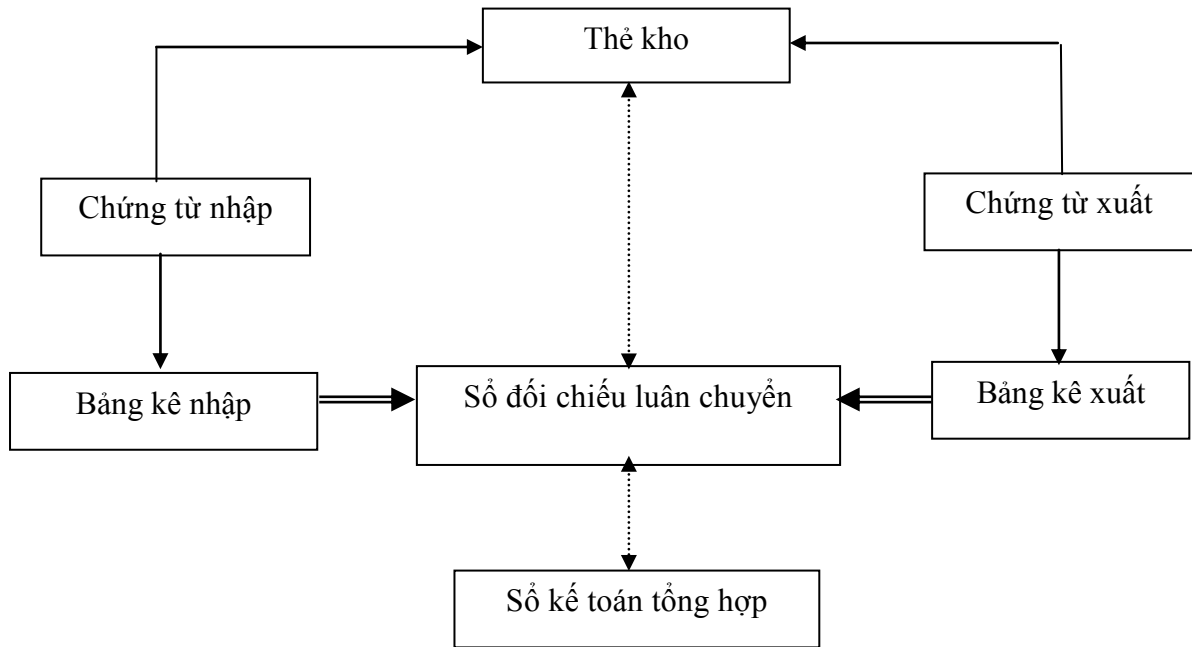 Thẻ kho
Chứng từ nhập
Chứng từ xuất
Bảng kê nhập
Sổ đối chiếu luân chuyển
Bảng kê xuất
Sổ kế toán tổng hợp